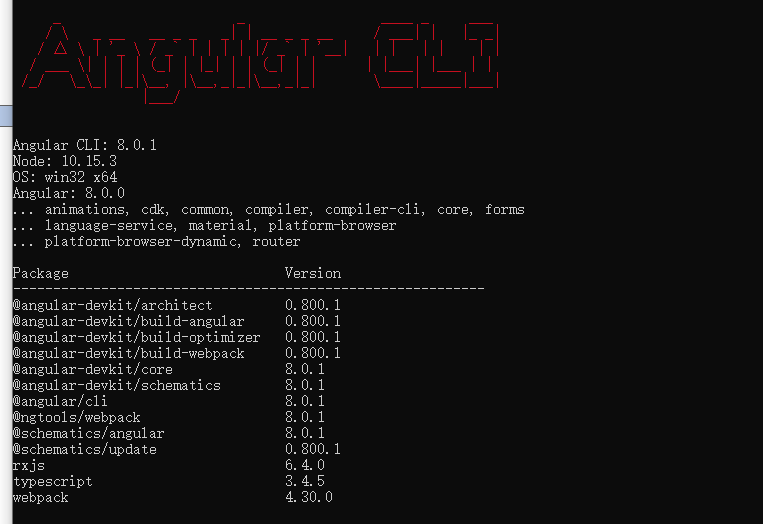 Angular CLI
Angular CLI: 8.0.1
Node: 10.15.3
OS: win32 x64
Angular: 8.0.0
... animations, cdk, common, compiler, compiler-cli, core, forms
... language-service, material, platform-browser
... platform-browser-dynamic, router
Package Version
-----------------------------------------------------------
@angular-devkit/architect 0.800.1
@angular-devkit/build-angular 0.800.1
@angular-devkit/build-optimizer 0.800.1
@angular-devkit/build-webpack 0.800.1
@angular-devkit/core 8.0.1
@angular-devkit/schematics 8.0.1
@angular/cli 8.0.1
@ngtools/webpack 8.0.1
@schematics/angular 8.0.1
@schematics/update 0.800.1
rxjs 6.4.0
typescript 3.4.5
webpack 4.30.0